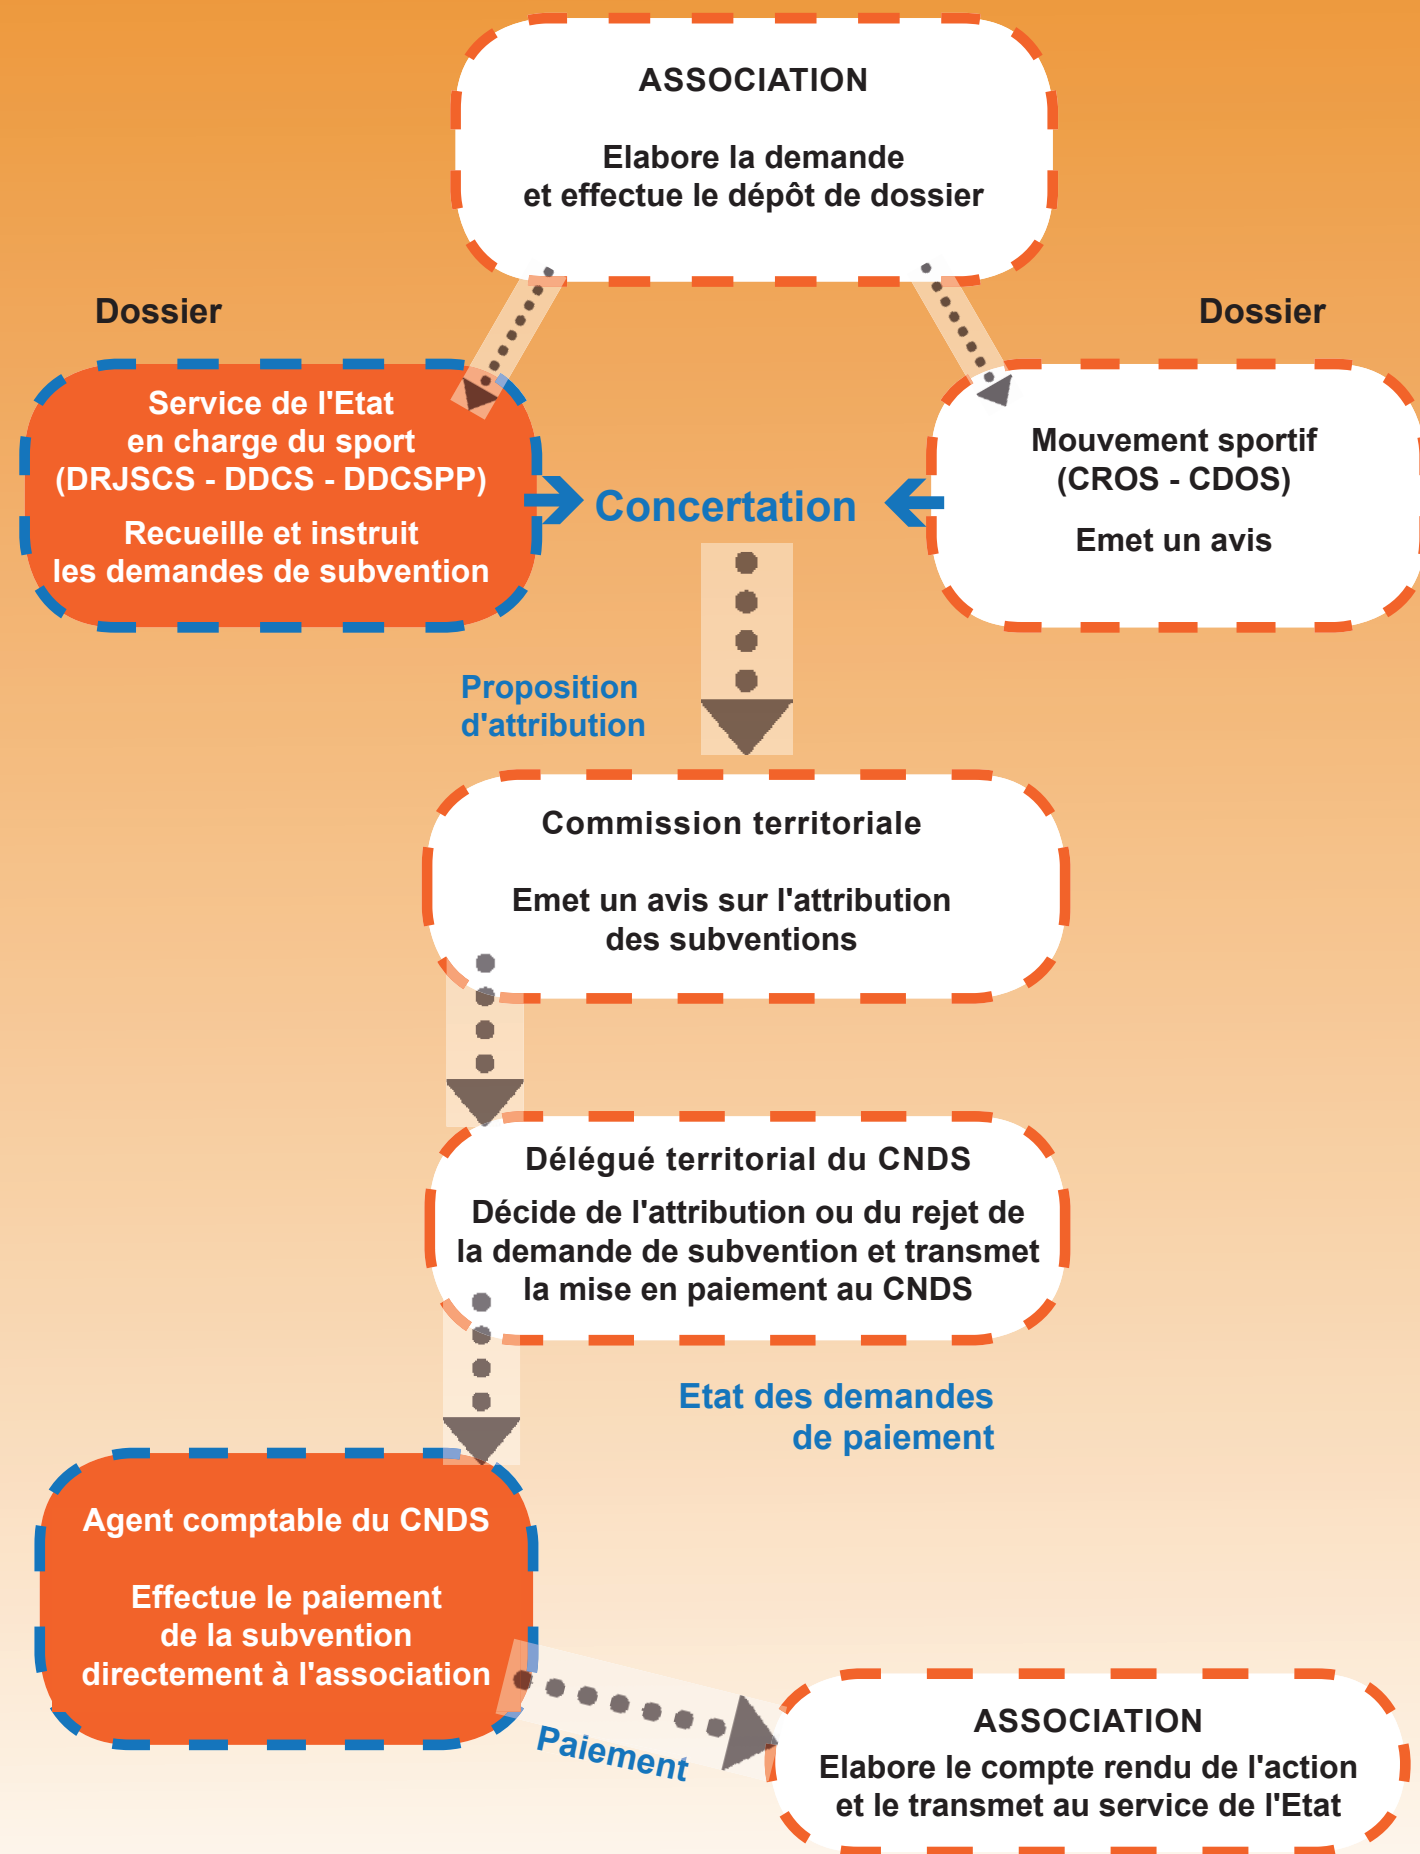 ASSOCIATION
Elabore la demande
et effectue le dépôt de dossier
Dossier
Dossier
Service de l'Etat
en charge du sport
(DRJSCS - DDCS - DDCSPP)
Recueille et instruit
les demandes de subvention
Concertation
Mouvement sportif
(CROS - CDOS)
Emet un avis
Proposition
d'attribution
Commission territoriale
Emet un avis sur l'attribution
des subventions
Délégué territorial du CNDS
Décide de l'attribution ou du rejet de
la demande de subvention et transmet
la mise en paiement au CNDS
Etat des demandes
de paiement
Agent comptable du CNDS
Effectue le paiement
de la subvention
directement à l'association
Paiement
ASSOCIATION
Elabore le compte rendu de l'action
et le transmet au service de l'Etat